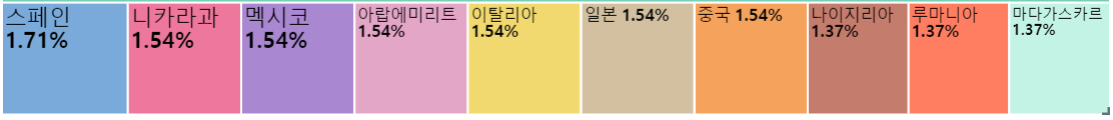 스페인
1.71%
니카라과
1.54%
멕시코
1.54%
아랍에미리트
1.54%
이탈리아
1.54%
일본 1.54%
중국 1.54%
나이지리아
1.37%
루마니아
1.37%
마다가스카르
1.37%